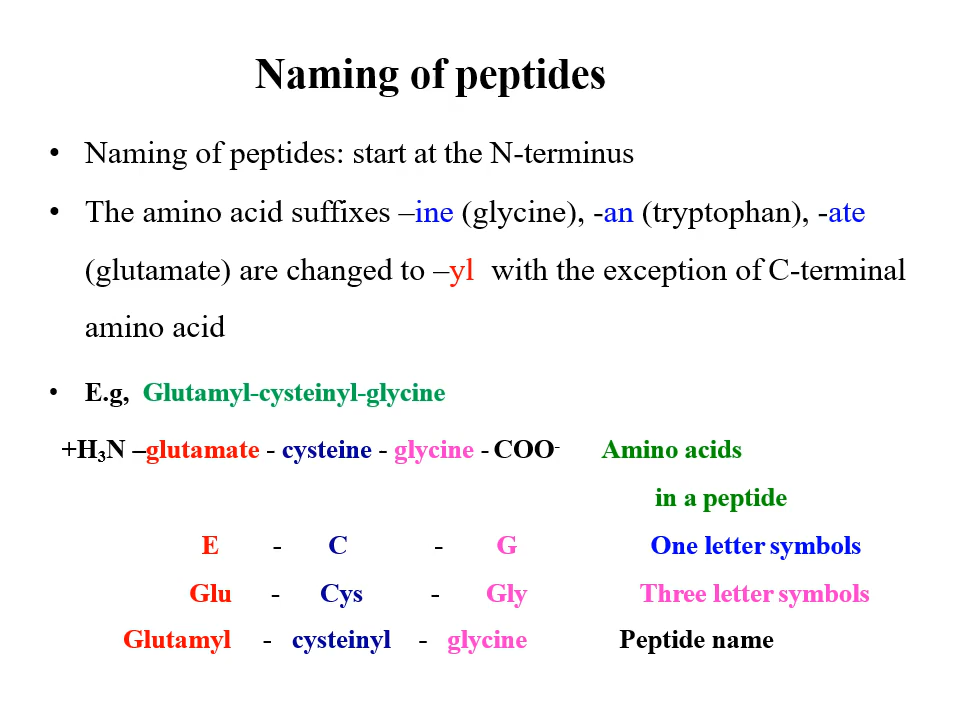 Naming of peptides
• Naming of peptides: start at the N-terminus
• The amino acid suffixes –ine (glycine), -an (tryptophan), -ate
(glutamate) are changed to –yl with the exception of C-terminal
amino acid
• E.g, Glutamyl-cysteinyl-glycine
+H₃N –glutamate - cysteine - glycine - COO⁻ Amino acids
in a peptide
E - C - G One letter symbols
Glu - Cys - Gly Three letter symbols
Glutamyl - cysteinyl - glycine Peptide name